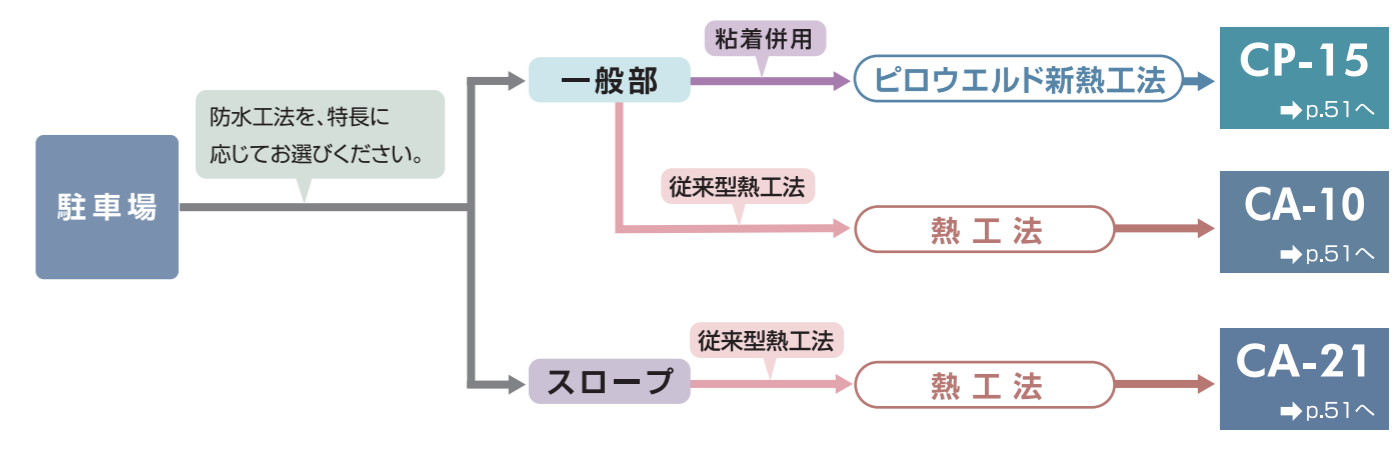 駐車場
防水工法を、特長に
応じてお選びください。
一般部
粘着併用
ピロウエルド新熱工法
CP-15
➡p.51へ
従来型熱工法
熱工法
CA-10
➡p.51へ
スロープ
従来型熱工法
熱工法
CA-21
➡p.51へ